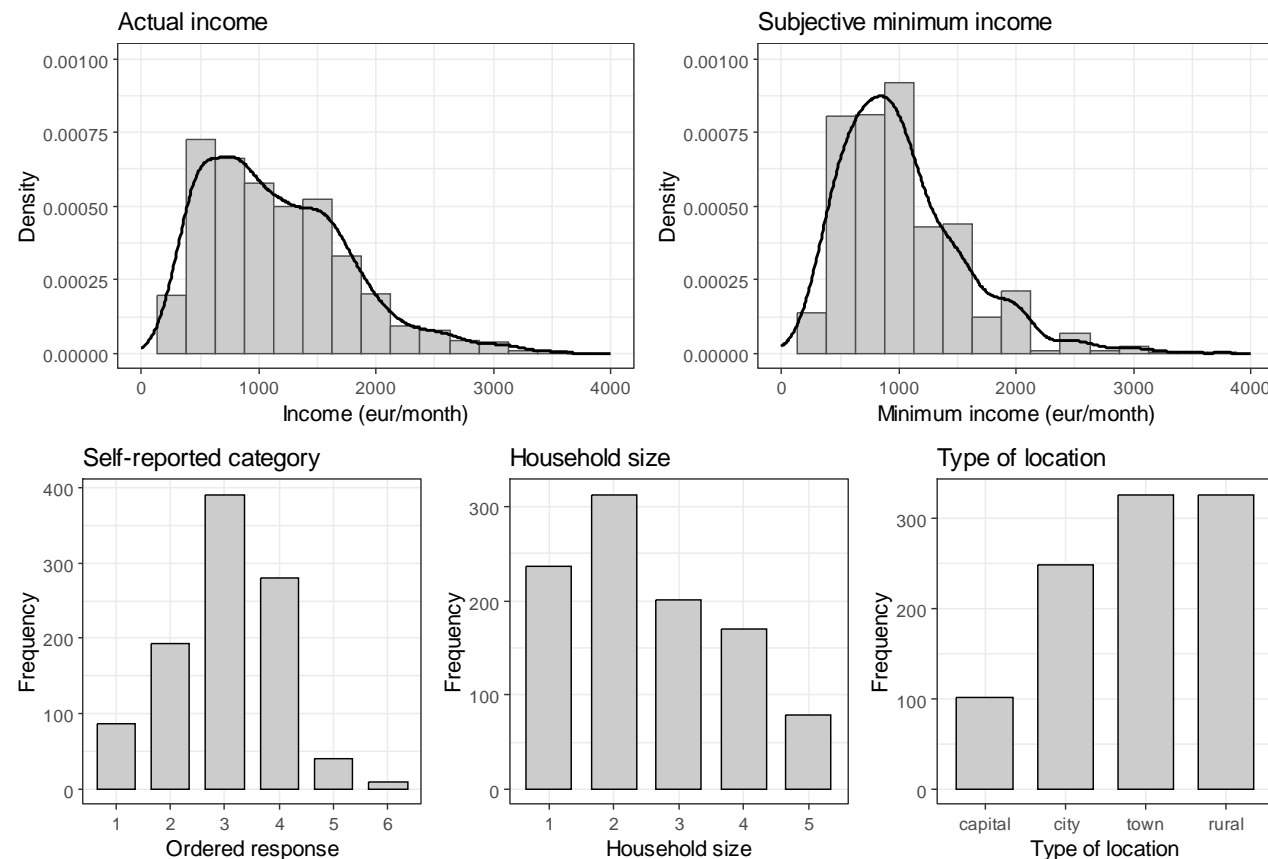 Actual income
0.00100
0.00075
0.00050
0.00025
0.00000
Density
0 1000 2000 3000 4000
Income (eur/month)
Subjective minimum income
0.00100
0.00075
0.00050
0.00025
0.00000
Density
0 1000 2000 3000 4000
Minimum income (eur/month)
Self-reported category
400
300
200
100
0
Frequency
1 2 3 4 5 6
Ordered response
Household size
300
200
100
0
Frequency
1 2 3 4 5
Household size
Type of location
300
200
100
0
Frequency
capital city town rural
Type of location